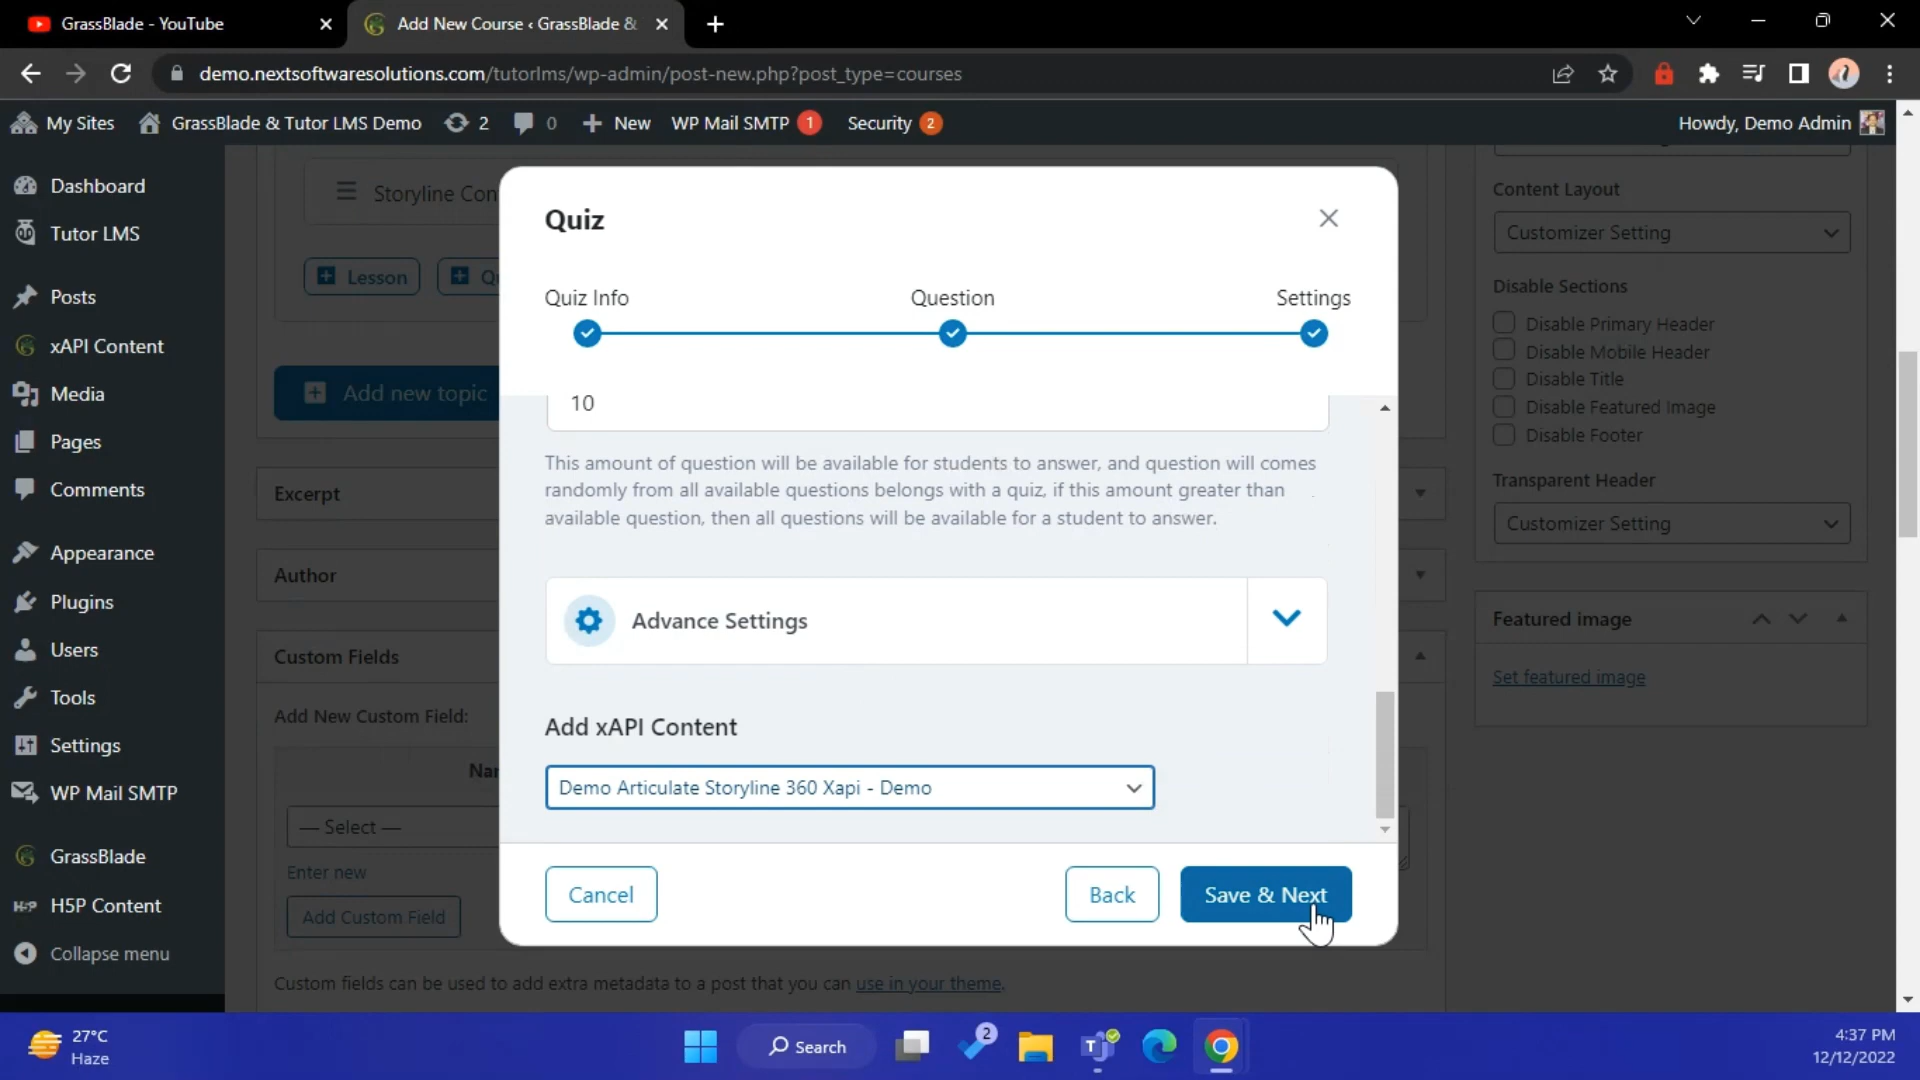 GrassBlade - YouTube
Add New Course ‹ GrassBlade &
demo.nextsoftwaresolutions.com/tutorlms/wp-admin/post-new.php?post_type=courses
My Sites
GrassBlade & Tutor LMS Demo
2
0
New
WP Mail SMTP 1
Security 2
Howdy, Demo Admin
Dashboard
Tutor LMS
Posts
xAPI Content
Media
Pages
Comments
Appearance
Plugins
Users
Tools
Settings
WP Mail SMTP
GrassBlade
H5P Content
Collapse menu
Storyline Con
Lesson
Qu
Add new topic
Excerpt
Author
Custom Fields
Add New Custom Field:
Nar
— Select —
Enter new
Add Custom Field
Custom fields can be used to add extra metadata to a post that you can use in your theme.
Quiz
Quiz Info
Question
Settings
10
This amount of question will be available for students to answer, and question will comes
randomly from all available questions belongs with a quiz, if this amount greater than
available question, then all questions will be available for a student to answer.
Advance Settings
Add xAPI Content
Demo Articulate Storyline 360 Xapi - Demo
Cancel
Back
Save & Next
Content Layout
Customizer Setting
Disable Sections
Disable Primary Header
Disable Mobile Header
Disable Title
Disable Featured Image
Disable Footer
Transparent Header
Customizer Setting
Featured image
Set featured image
27°C
Haze
Search
2
4:37 PM
12/12/2022